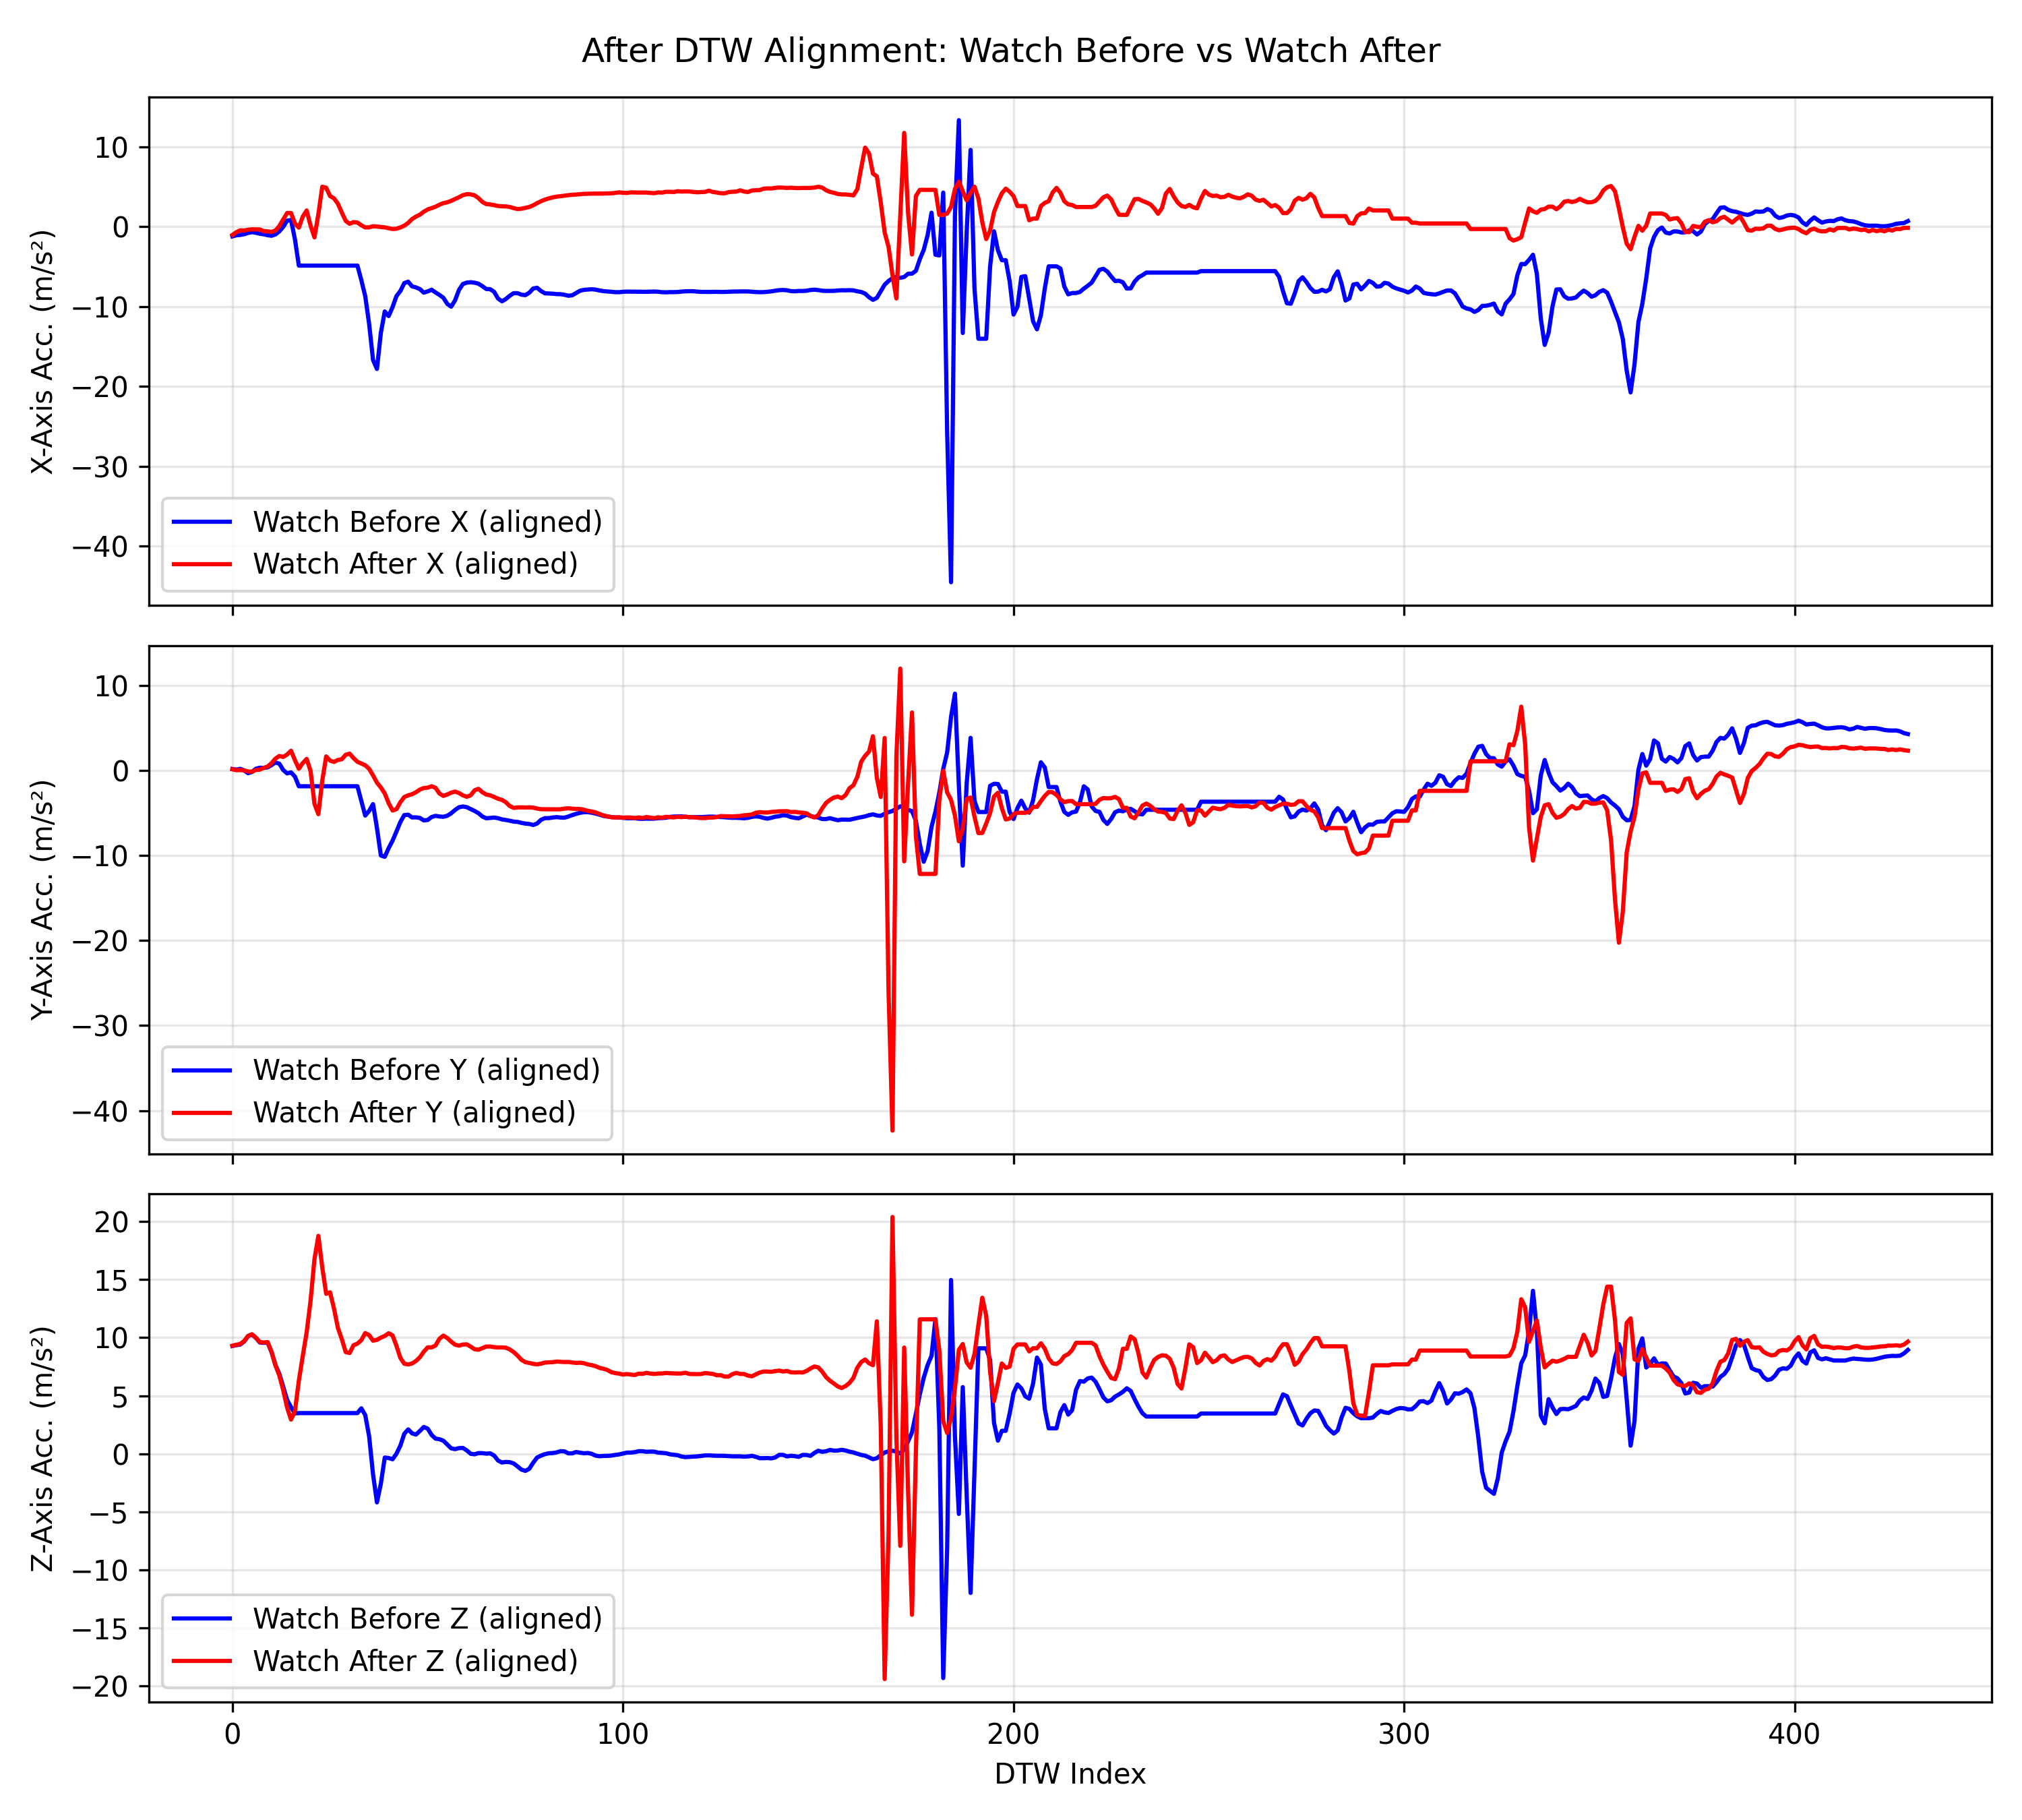 After DTW Alignment: Watch Before vs Watch After
X-Axis Acc. (m/s²)
10
0
−10
−20
−30
−40
Watch Before X (aligned)
Watch After X (aligned)
Y-Axis Acc. (m/s²)
10
0
−10
−20
−30
−40
Watch Before Y (aligned)
Watch After Y (aligned)
Z-Axis Acc. (m/s²)
20
15
10
5
0
−5
−10
−15
−20
Watch Before Z (aligned)
Watch After Z (aligned)
0 100 200 300 400
DTW Index